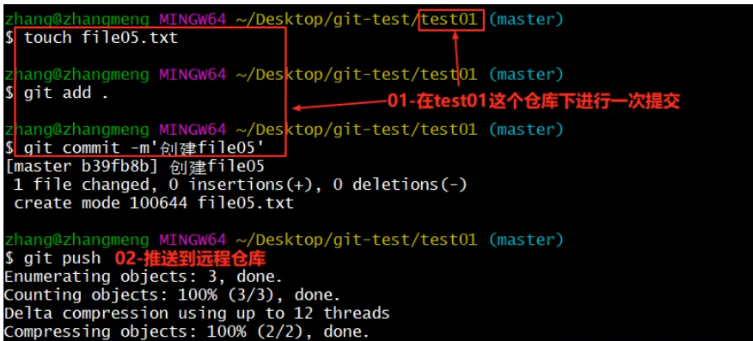 zhang@zhangmeng MINGW64 ~/Desktop/git-test/test01 (master)
$ touch file05.txt
zhang@zhangmeng MINGW64 ~/Desktop/git-test/test01 (master)
$ git add .
01-在test01这个仓库下进行一次提交
zhang@zhangmeng MINGW64 ~/Desktop/git-test/test01 (master)
$ git commit -m'创建file05'
[master b39fb8b] 创建file05
1 file changed, 0 insertions(+), 0 deletions(-)
create mode 100644 file05.txt
zhang@zhangmeng MINGW64 ~/Desktop/git-test/test01 (master)
$ git push 02-推送到远程仓库
Enumerating objects: 3, done.
Counting objects: 100% (3/3), done.
Delta compression using up to 12 threads
Compressing objects: 100% (2/2), done.